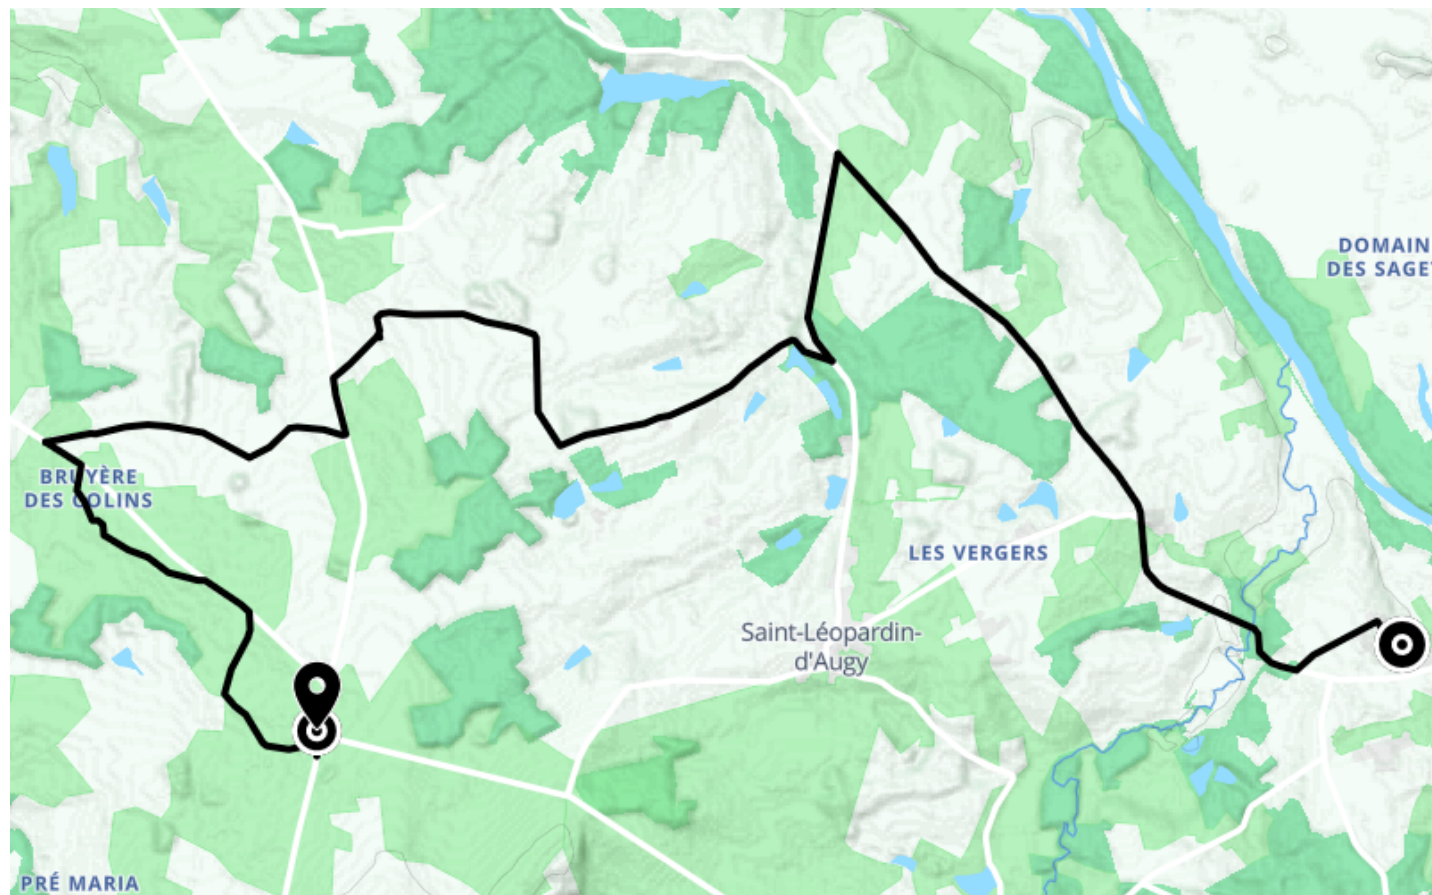 DOMAIN
DES SAGE
BRUYÈRE
DES COLINS
LES VERGERS
Saint-Léopardin-
d'Augy
PRÉ MARIA